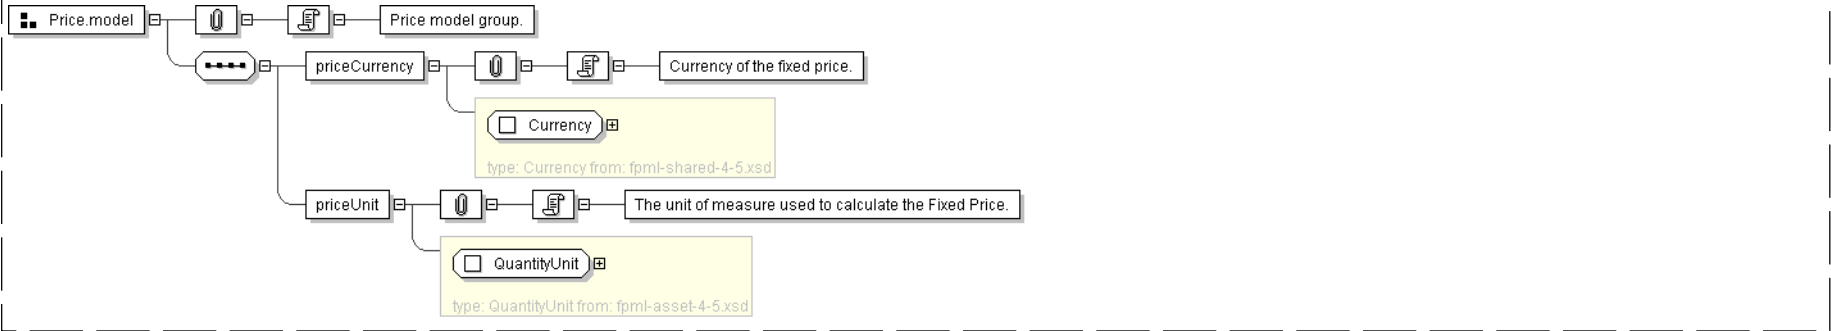 Price.model
Price model group.
priceCurrency
Currency of the fixed price.
Currency
type: Currency from: fpml-shared-4-5.xsd
priceUnit
The unit of measure used to calculate the Fixed Price.
QuantityUnit
type: QuantityUnit from: fpml-asset-4-5.xsd